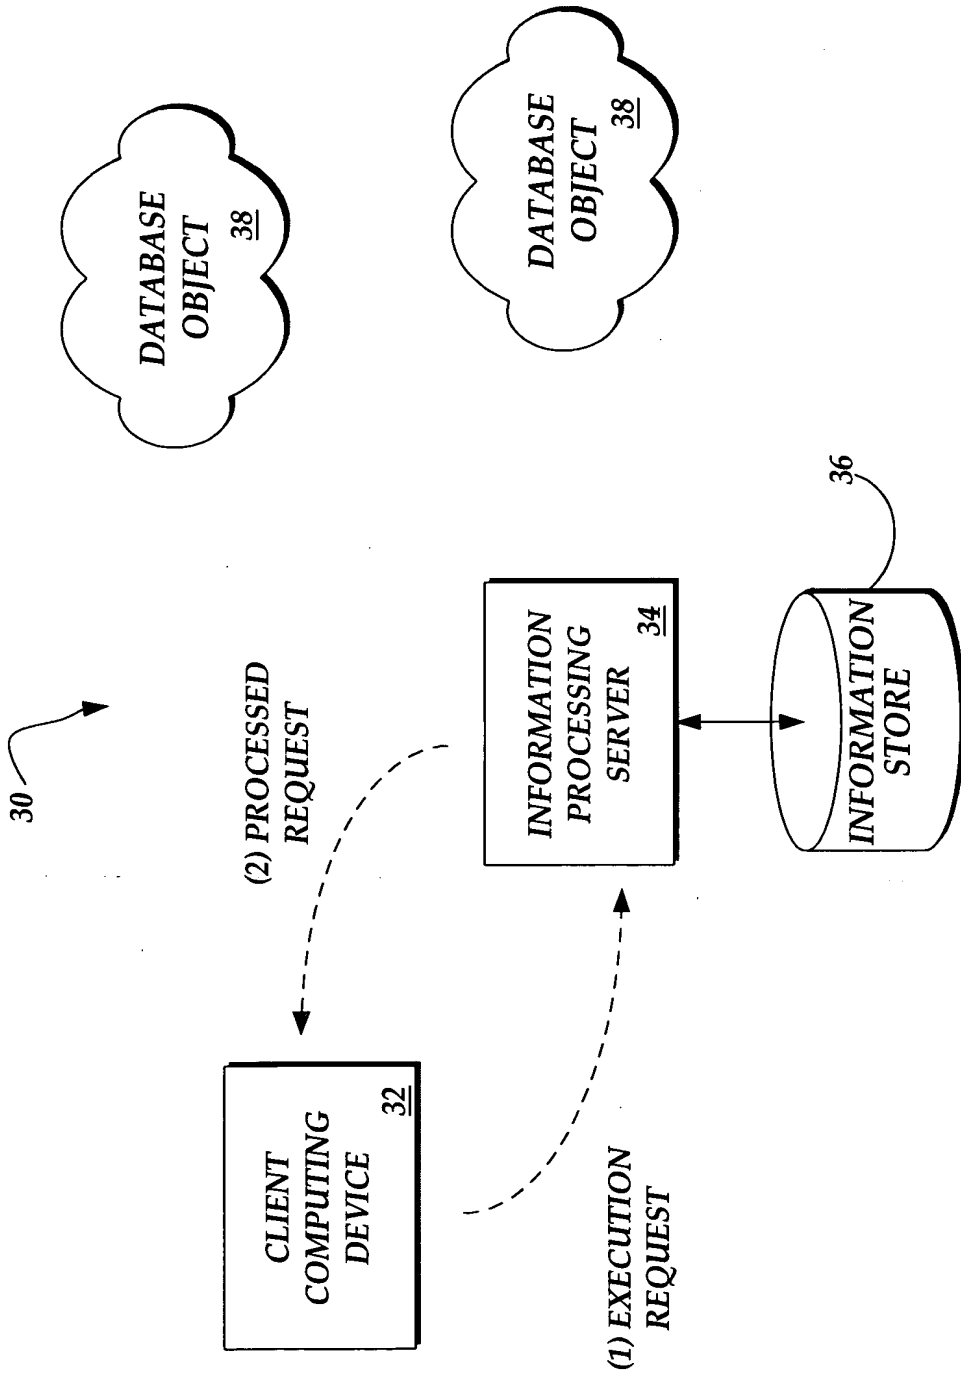 30
(2) PROCESSED
REQUEST
CLIENT
COMPUTING
DEVICE
32
(1) EXECUTION
REQUEST
INFORMATION
PROCESSING
SERVER
34
INFORMATION
STORE
36
DATABASE
OBJECT
38
DATABASE
OBJECT
38